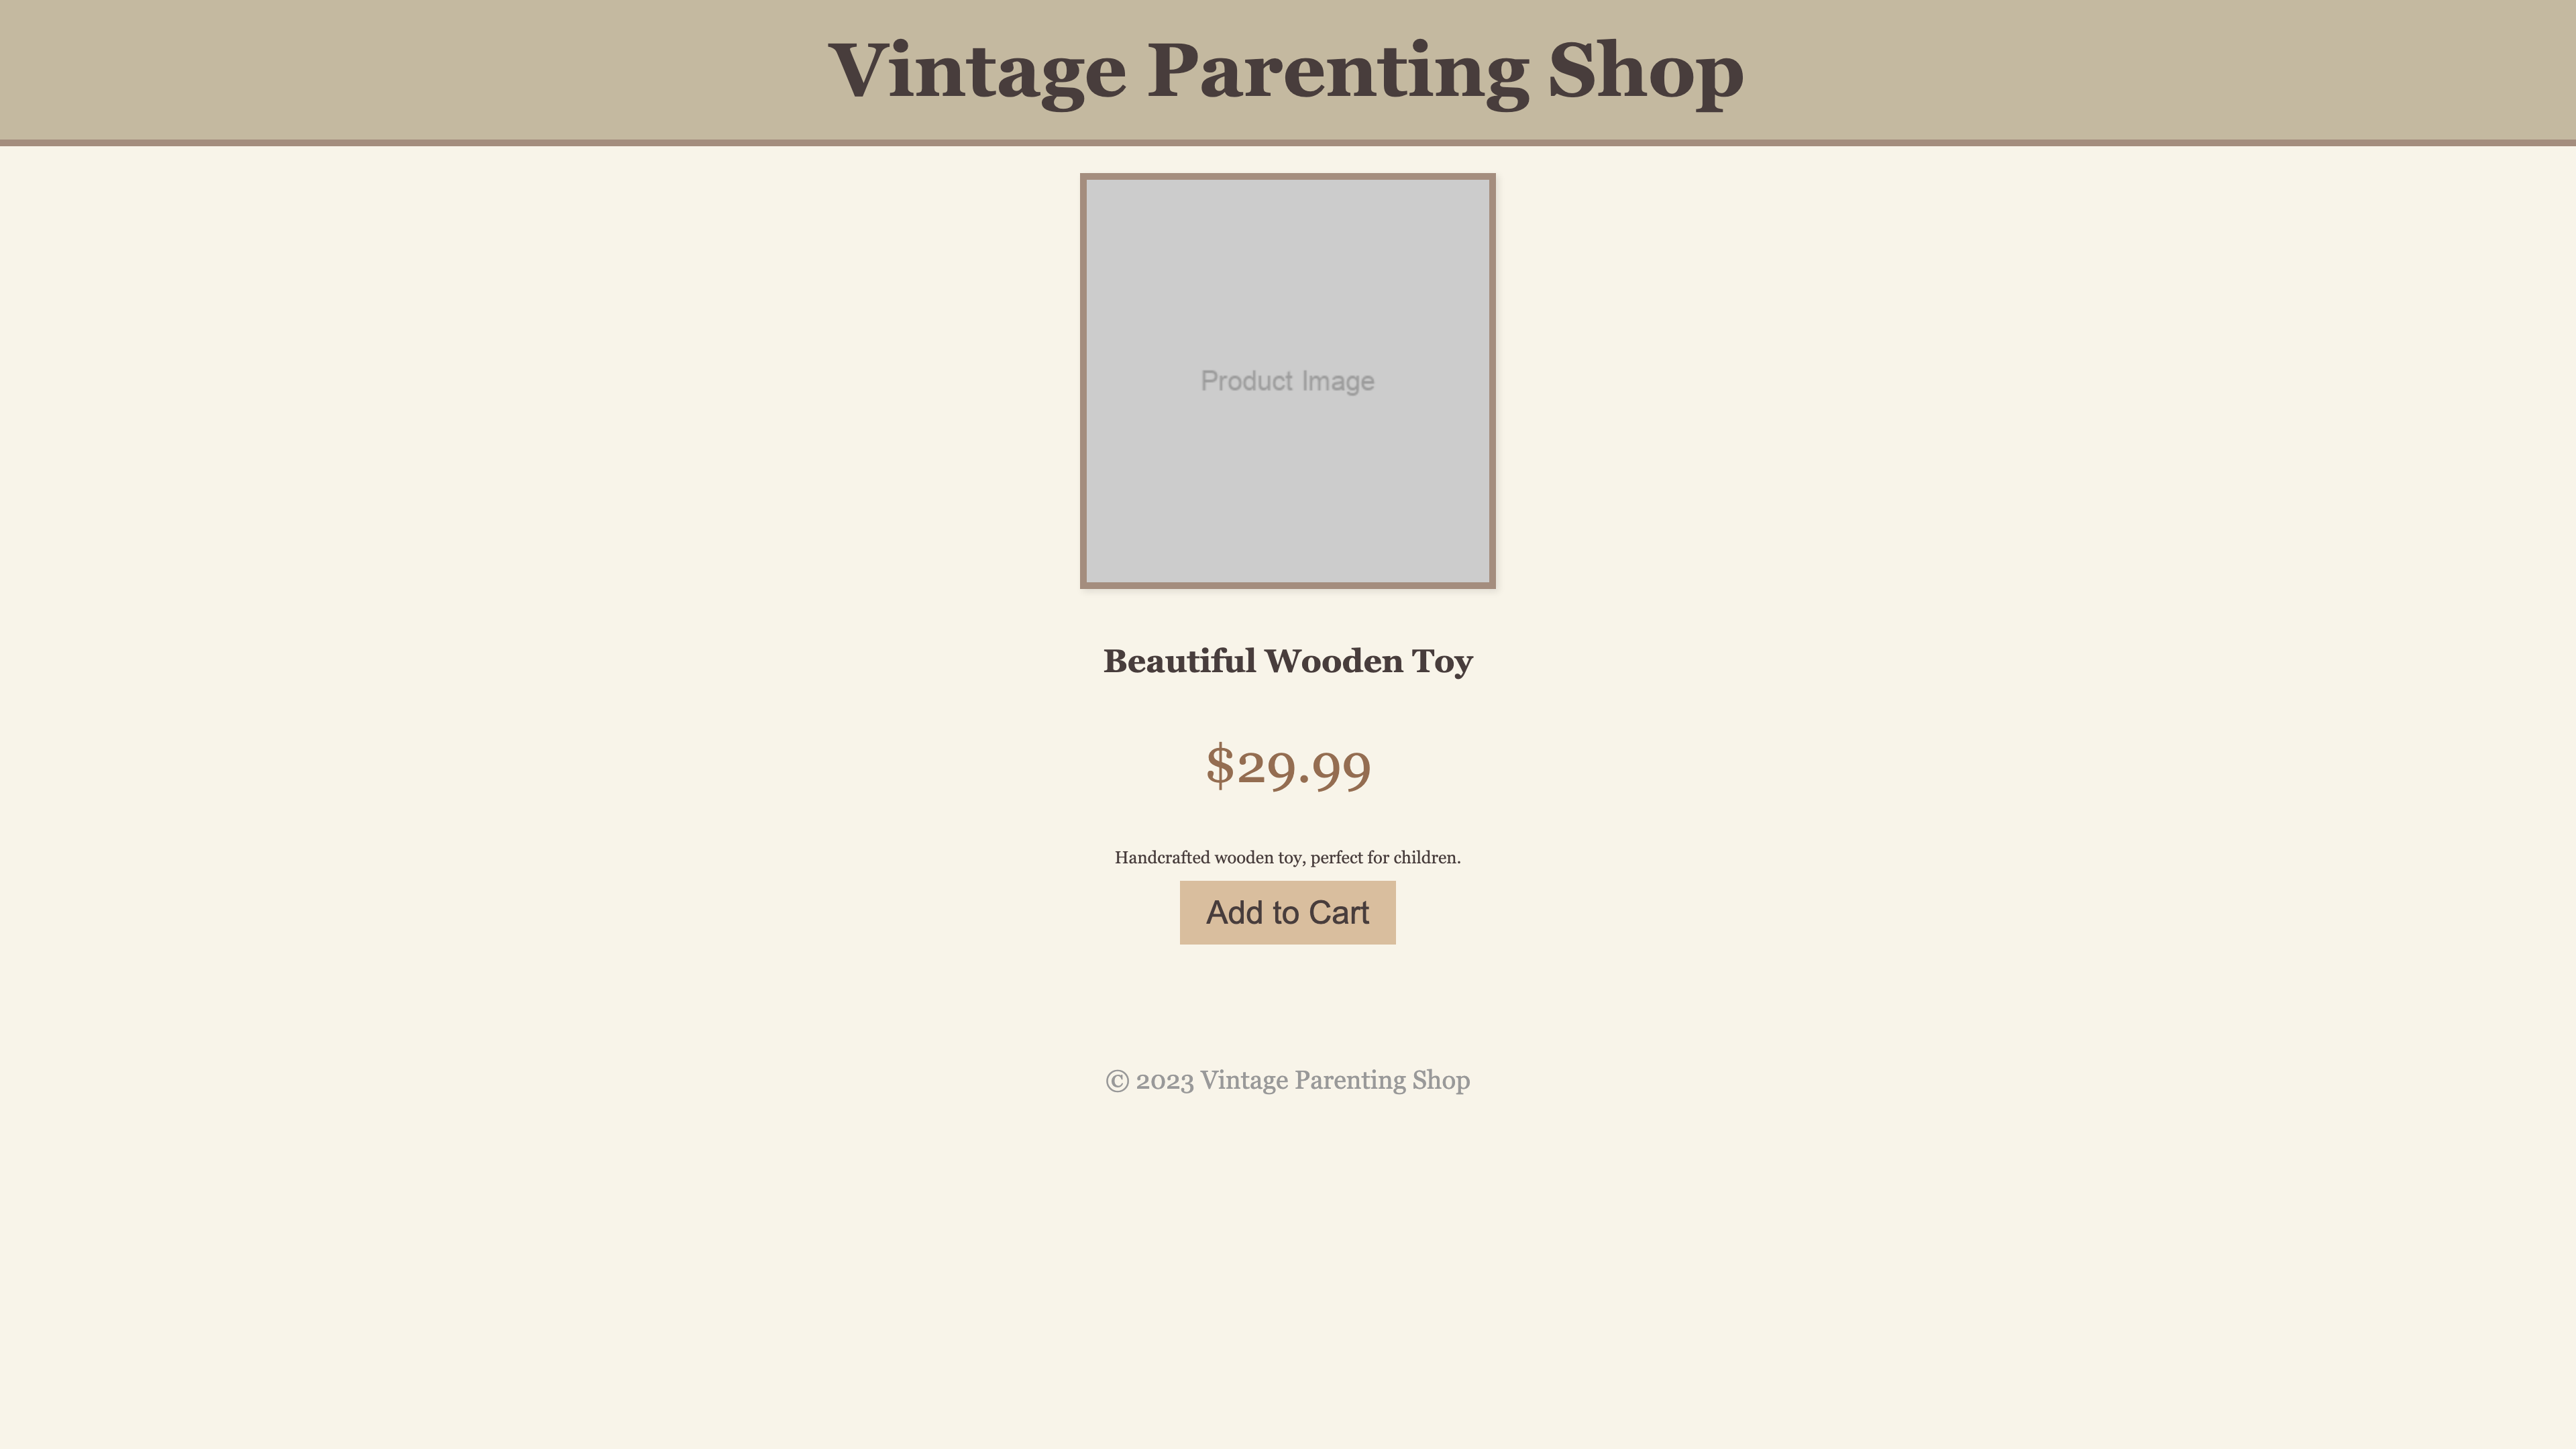 Vintage Parenting Shop
Product Image
Beautiful Wooden Toy
$29.99
Handcrafted wooden toy, perfect for children.
Add to Cart
© 2023 Vintage Parenting Shop